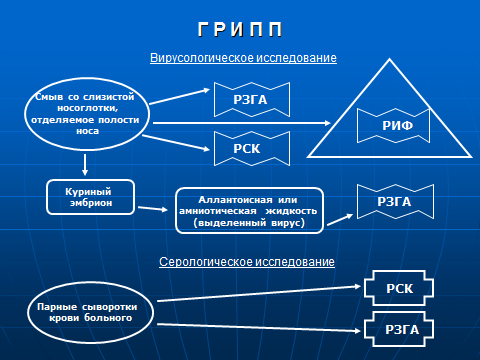 Г Р И П П
Вирусологическое исследование
Смыв со слизистой
носоглотки,
отделяемое полости
носа
РЗГА
РСК
РИФ
Куриный
эмбрион
Аллантоисная или
амниотическая жидкость
(выделенный вирус)
РЗГА
Серологическое исследование
Парные сыворотки
крови больного
РСК
РЗГА